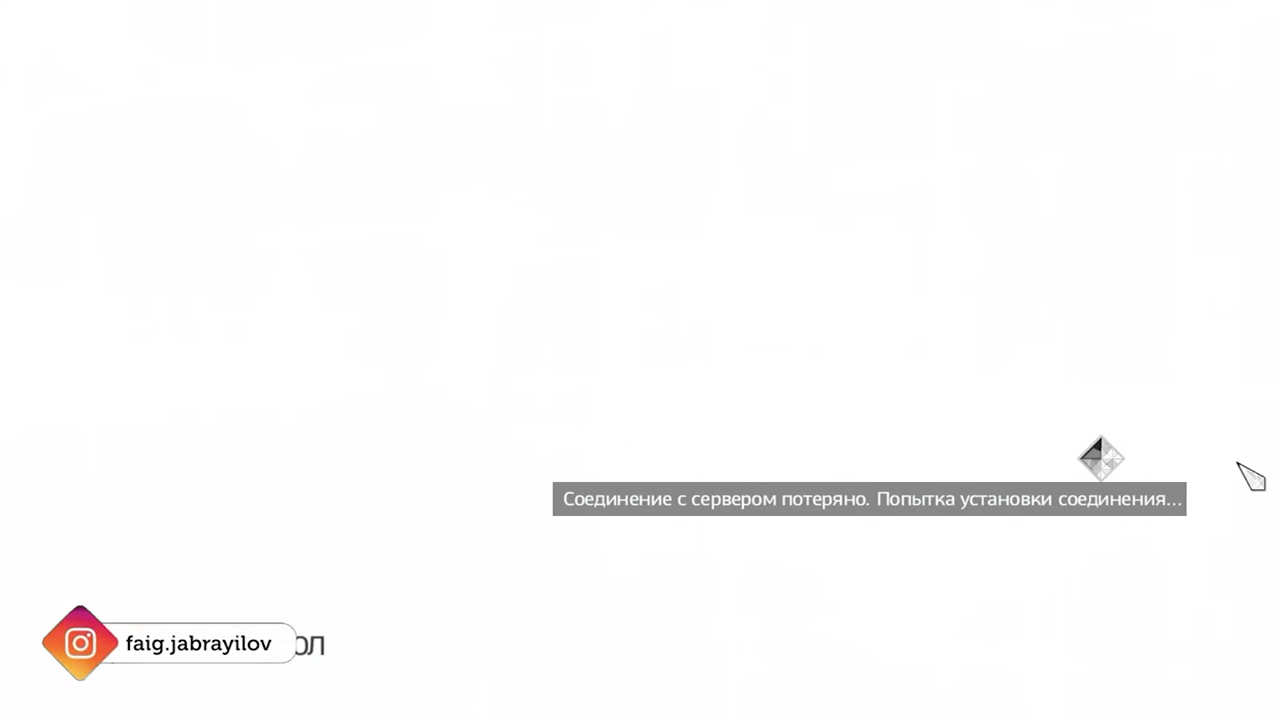 Соединение с сервером потеряно. Попытка установки соединения...
faig.jabrayilov